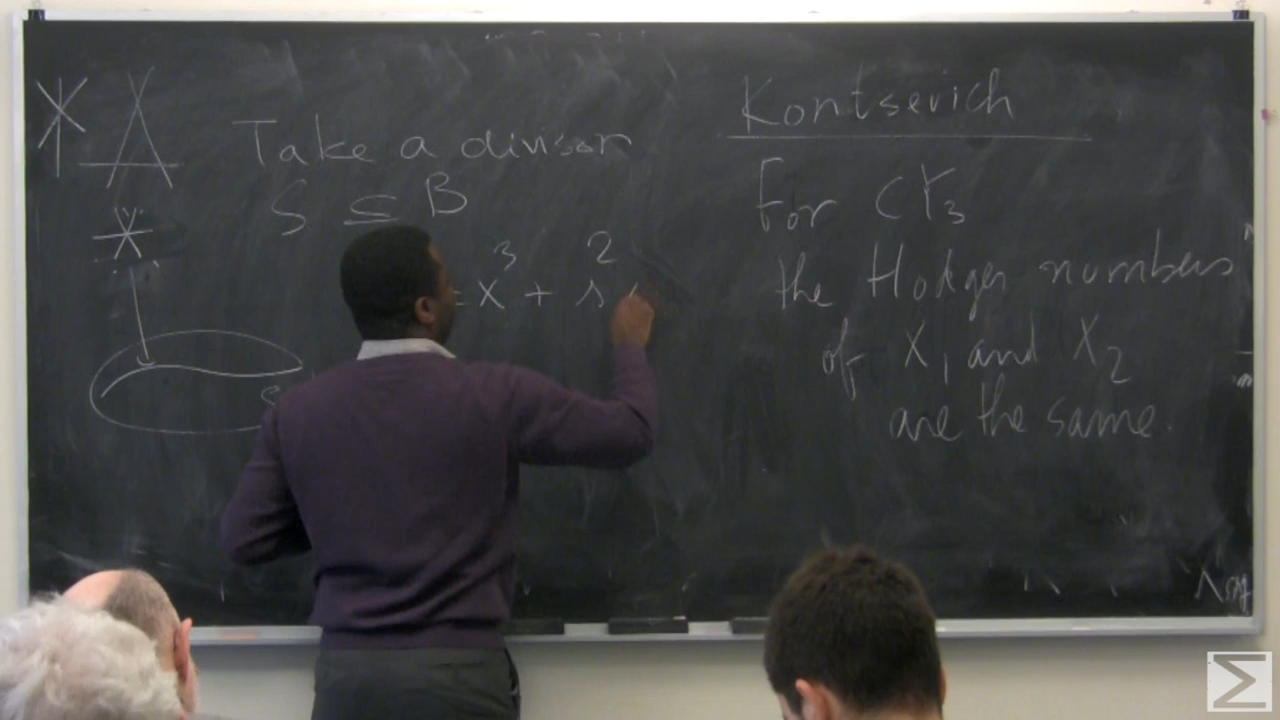 Take a divisor
S ⊆ B
= x³ + s²
S
Kontsevich
For CY₃
the Hodge numbers
of X₁ and X₂
are the same.